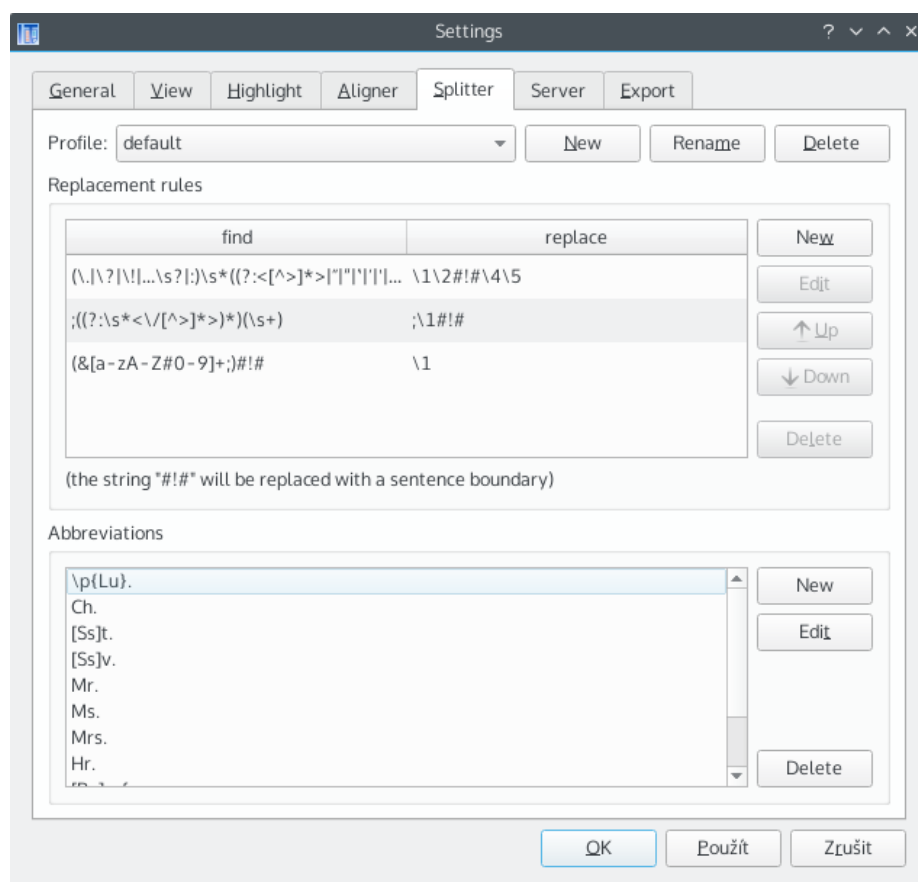 Settings
General View Highlight Aligner Splitter Server Export
Profile: default New Rename Delete
Replacement rules
find replace New
(\.|\?|\!|...\s?|:)\s*((?:<[^>]*>|"|"|'|'|'|... \1\2#!#\4\5 Edit
;((?:\s*<\/[^>]*>)*)(\s+) ;\1#!# Up
(&[a-zA-Z#0-9]+;)#!# \1 Down
Delete
(the string "#!#" will be replaced with a sentence boundary)
Abbreviations
\p{Lu}. New
Ch.
[Ss]t. Edit
[Ss]v.
Mr.
Ms.
Mrs.
Hr. Delete
OK Použít Zrušit